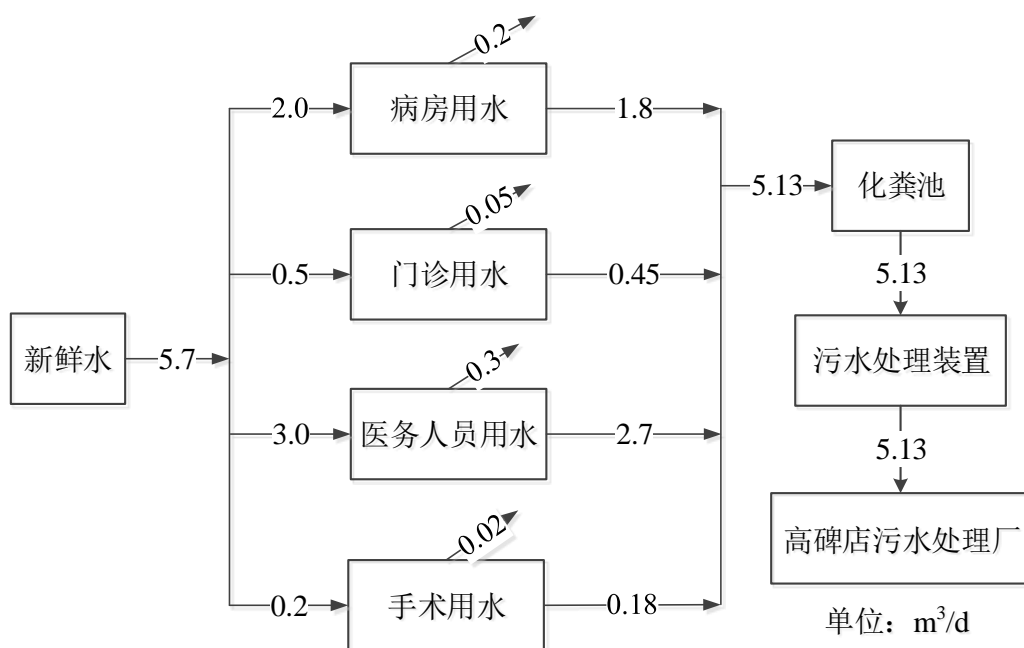 0.2
2.0
病房用水
1.8
0.05
0.5
门诊用水
0.45
新鲜水
5.7
0.3
3.0
医务人员用水
2.7
0.02
0.2
手术用水
0.18
5.13
化粪池
5.13
污水处理装置
5.13
高碑店污水处理厂
单位：m³/d